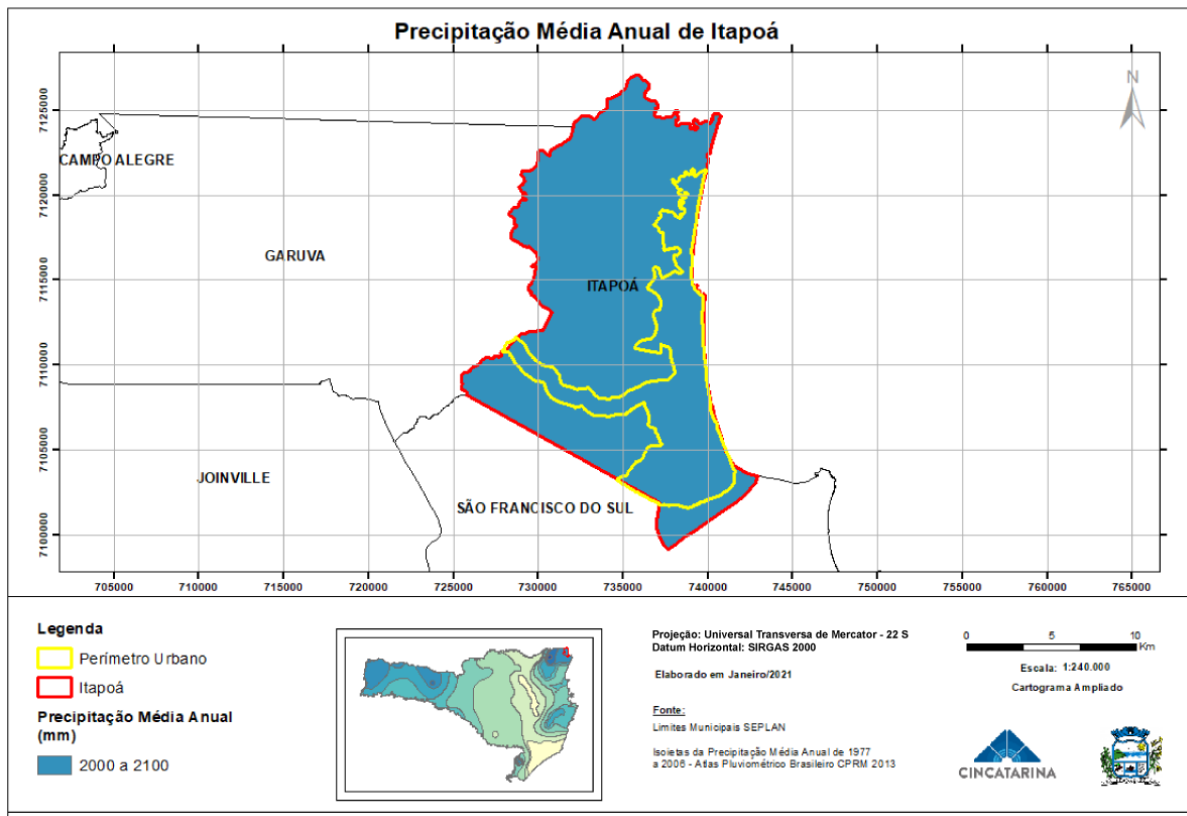 Precipitação Média Anual de Itapoá
N
7125000
7120000
7115000
7110000
7105000
7100000
CAMPO ALEGRE
GARUVA
ITAPOÁ
JOINVILLE
SÃO FRANCISCO DO SUL
705000 710000 715000 720000 725000 730000 735000 740000 745000 750000 755000 760000 765000
Legenda
Perímetro Urbano
Itapoá
Precipitação Média Anual
(mm)
2000 a 2100
Projeção: Universal Transversa de Mercator - 22 S
Datum Horizontal: SIRGAS 2000
Elaborado em Janeiro/2021
Fonte:
Limites Municipais SEPLAN
Isoietas da Precipitação Média Anual de 1977
a 2006 - Atlas Pluviométrico Brasileiro CPRM 2013
0 5 10
Km
Escala: 1:240.000
Cartograma Ampliado
CINCATARINA